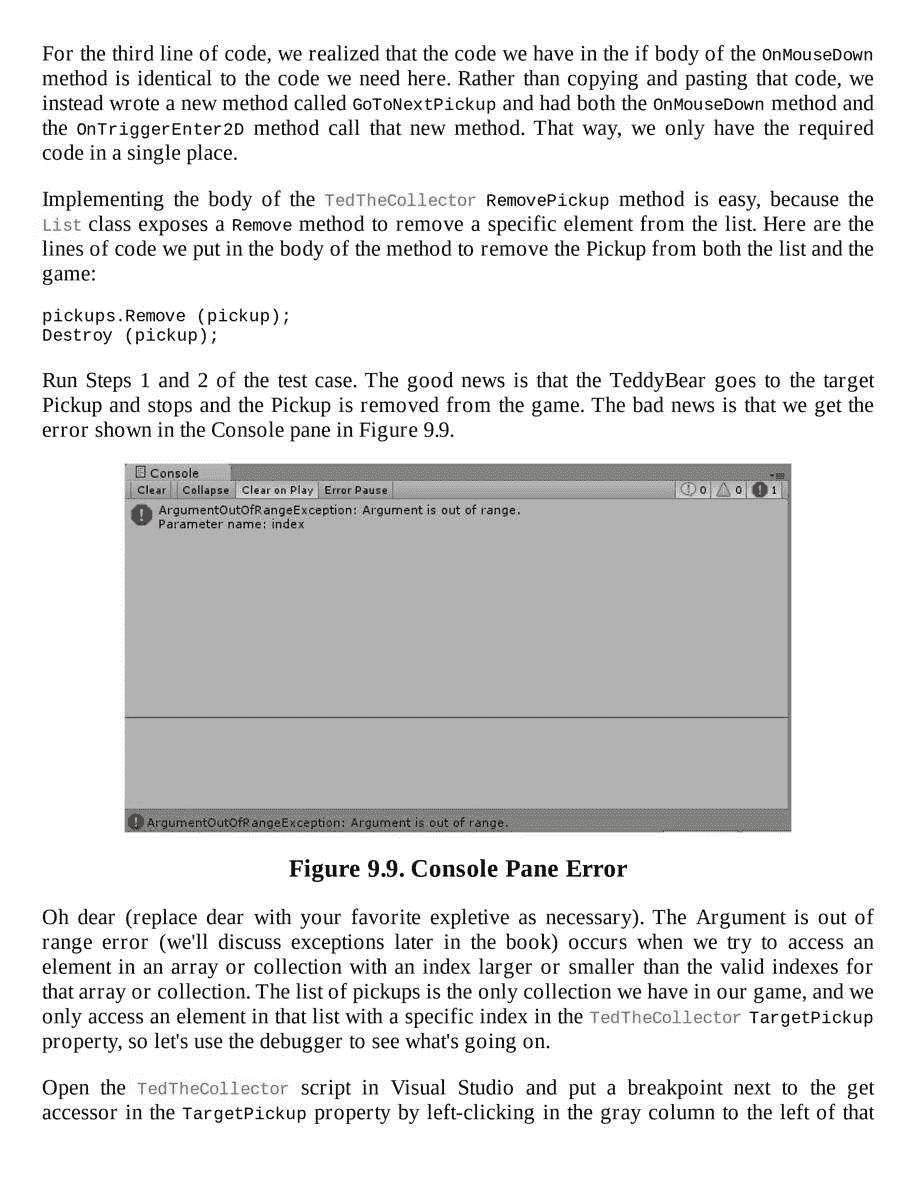 For the third line of code, we realized that the code we have in the if body of the OnMouseDown
method is identical to the code we need here. Rather than copying and pasting that code, we
instead wrote a new method called GoToNextPickup and had both the OnMouseDown method and
the OnTriggerEnter2D method call that new method. That way, we only have the required
code in a single place.
Implementing the body of the TedTheCollector RemovePickup method is easy, because the
List class exposes a Remove method to remove a specific element from the list. Here are the
lines of code we put in the body of the method to remove the Pickup from both the list and the
game:
pickups.Remove (pickup);
Destroy (pickup);
Run Steps 1 and 2 of the test case. The good news is that the TeddyBear goes to the target
Pickup and stops and the Pickup is removed from the game. The bad news is that we get the
error shown in the Console pane in Figure 9.9.
Console
Clear Collapse Clear on Play Error Pause 0 0 1
ArgumentOutOfRangeException: Argument is out of range.
Parameter name: index
ArgumentOutOfRangeException: Argument is out of range.
Figure 9.9. Console Pane Error
Oh dear (replace dear with your favorite expletive as necessary). The Argument is out of
range error (we'll discuss exceptions later in the book) occurs when we try to access an
element in an array or collection with an index larger or smaller than the valid indexes for
that array or collection. The list of pickups is the only collection we have in our game, and we
only access an element in that list with a specific index in the TedTheCollector TargetPickup
property, so let's use the debugger to see what's going on.
Open the TedTheCollector script in Visual Studio and put a breakpoint next to the get
accessor in the TargetPickup property by left-clicking in the gray column to the left of that